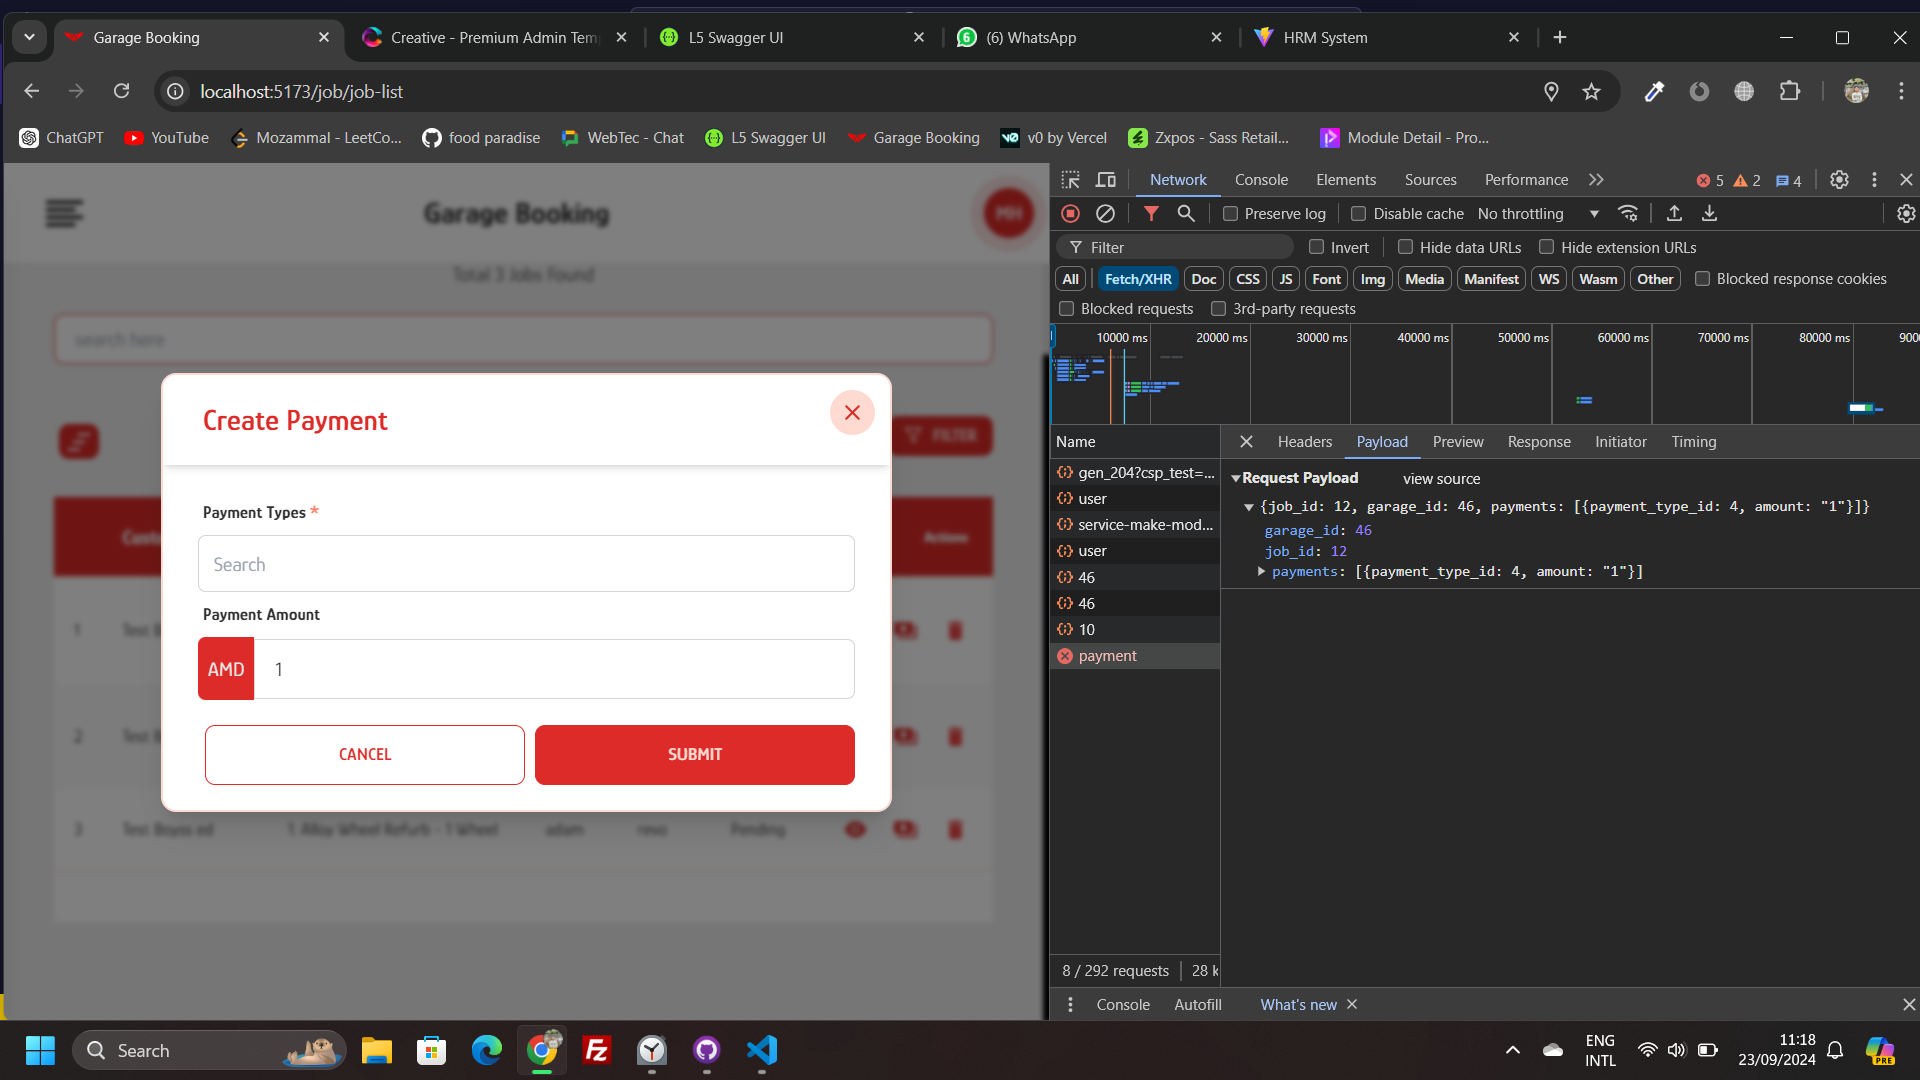 Garage Booking
Creative - Premium Admin Tem
L5 Swagger UI
(6) WhatsApp
HRM System
localhost:5173/job/job-list
ChatGPT
YouTube
Mozammal - LeetCo...
food paradise
WebTec - Chat
L5 Swagger UI
Garage Booking
v0 by Vercel
Zxpos - Sass Retail...
Module Detail - Pro...
Garage Booking
MH
Total 3 Jobs Found
search here
FILTER
Actions
Create Payment
Payment Types *
Search
Payment Amount
AMD 1
CANCEL
SUBMIT
1
2
3 Test Boyss ed 1. Alloy Wheel Refurb - 1 Wheel adam revo Pending
Network Console Elements Sources Performance
5 2 4
Preserve log Disable cache No throttling
Filter Invert Hide data URLs Hide extension URLs
All Fetch/XHR Doc CSS JS Font Img Media Manifest WS Wasm Other Blocked response cookies
Blocked requests 3rd-party requests
10000 ms 20000 ms 30000 ms 40000 ms 50000 ms 60000 ms 70000 ms 80000 ms 9000
Name
Headers Payload Preview Response Initiator Timing
gen_204?csp_test=...
user
service-make-mod...
user
46
46
10
payment
Request Payload view source
{job_id: 12, garage_id: 46, payments: [{payment_type_id: 4, amount: "1"}]}
garage_id: 46
job_id: 12
payments: [{payment_type_id: 4, amount: "1"}]
8 / 292 requests 28 k
Console Autofill What's new
Search
PRE
ENG
INTL
11:18
23/09/2024